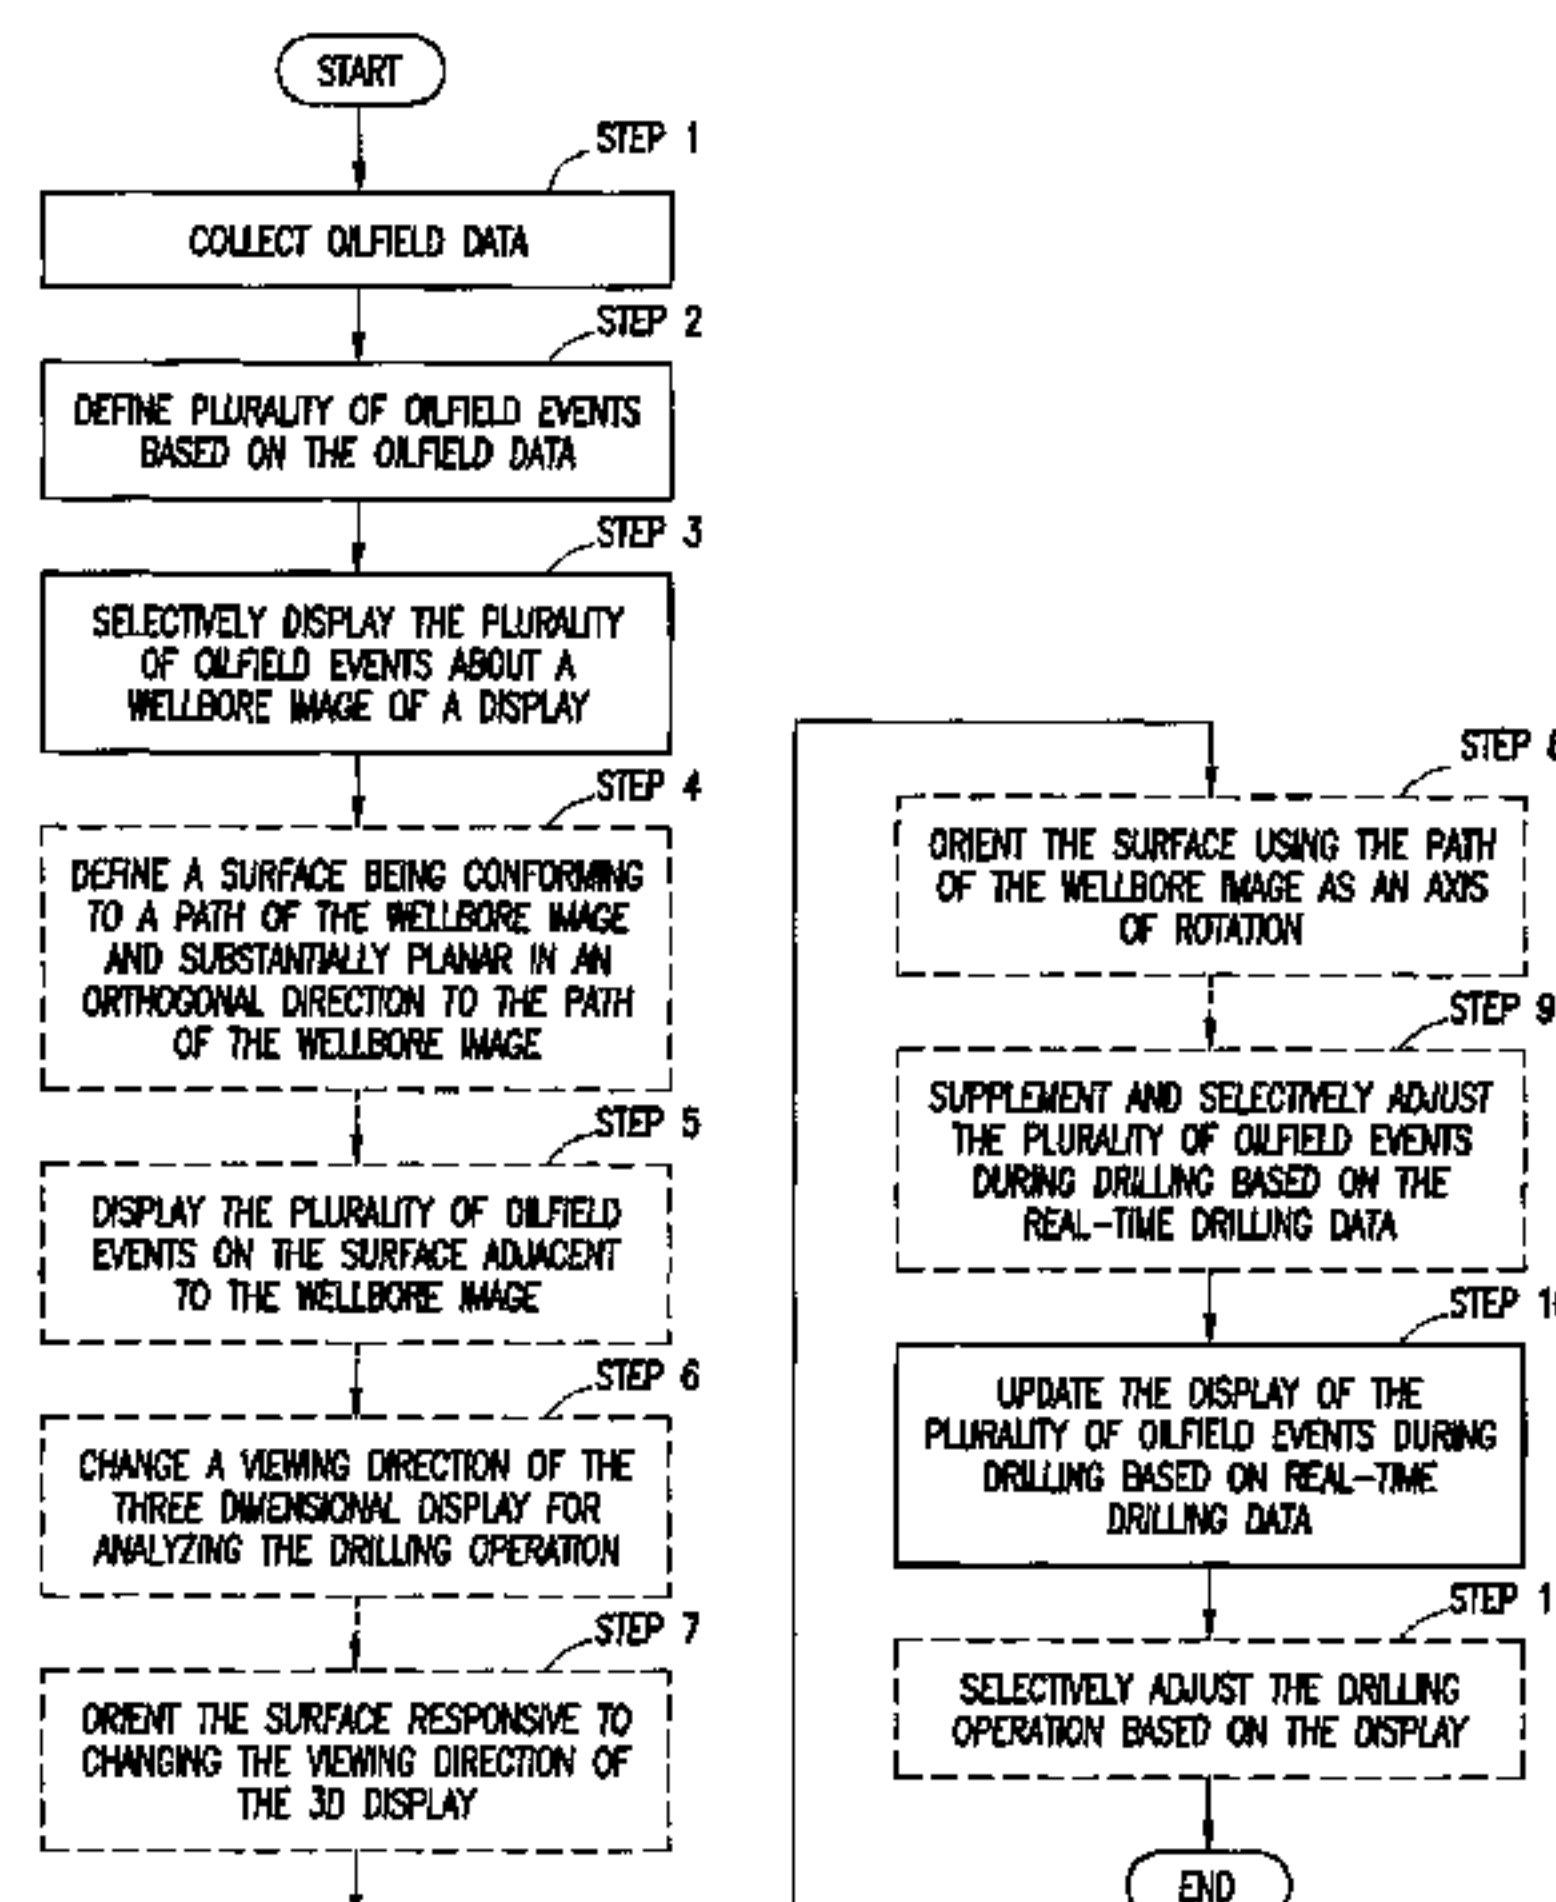 START
STEP 1
COLLECT OILFIELD DATA
STEP 2
DEFINE PLURALITY OF OILFIELD EVENTS
BASED ON THE OILFIELD DATA
STEP 3
SELECTIVELY DISPLAY THE PLURALITY
OF OILFIELD EVENTS ABOUT A
WELLBORE IMAGE OF A DISPLAY
STEP 4
DEFINE A SURFACE BEING CONFORMING
TO A PATH OF THE WELLBORE IMAGE
AND SUBSTANTIALLY PLANAR IN AN
ORTHOGONAL DIRECTION TO THE PATH
OF THE WELLBORE IMAGE
STEP 5
DISPLAY THE PLURALITY OF OILFIELD
EVENTS ON THE SURFACE ADJACENT
TO THE WELLBORE IMAGE
STEP 6
CHANGE A VIEWING DIRECTION OF THE
THREE DIMENSIONAL DISPLAY FOR
ANALYZING THE DRILLING OPERATION
STEP 7
ORIENT THE SURFACE RESPONSIVE TO
CHANGING THE VIEWING DIRECTION OF
THE 3D DISPLAY
STEP
ORIENT THE SURFACE USING THE PATH
OF THE WELLBORE IMAGE AS AN AXIS
OF ROTATION
STEP 9
SUPPLEMENT AND SELECTIVELY ADJUST
THE PLURALITY OF OILFIELD EVENTS
DURING DRILLING BASED ON THE
REAL-TIME DRILLING DATA
STEP 1
UPDATE THE DISPLAY OF THE
PLURALITY OF OILFIELD EVENTS DURING
DRILLING BASED ON REAL-TIME
DRILLING DATA
STEP 1
SELECTIVELY ADJUST THE DRILLING
OPERATION BASED ON THE DISPLAY
END